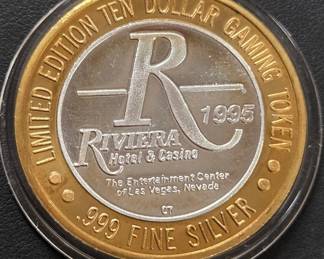 LIMITED EDITION TEN DOLLAR GAMING TOKEN
R
1995
RIVIERA
Hotel & Casino
The Entertainment Center
of Las Vegas, Nevada
.999 FINE SILVER